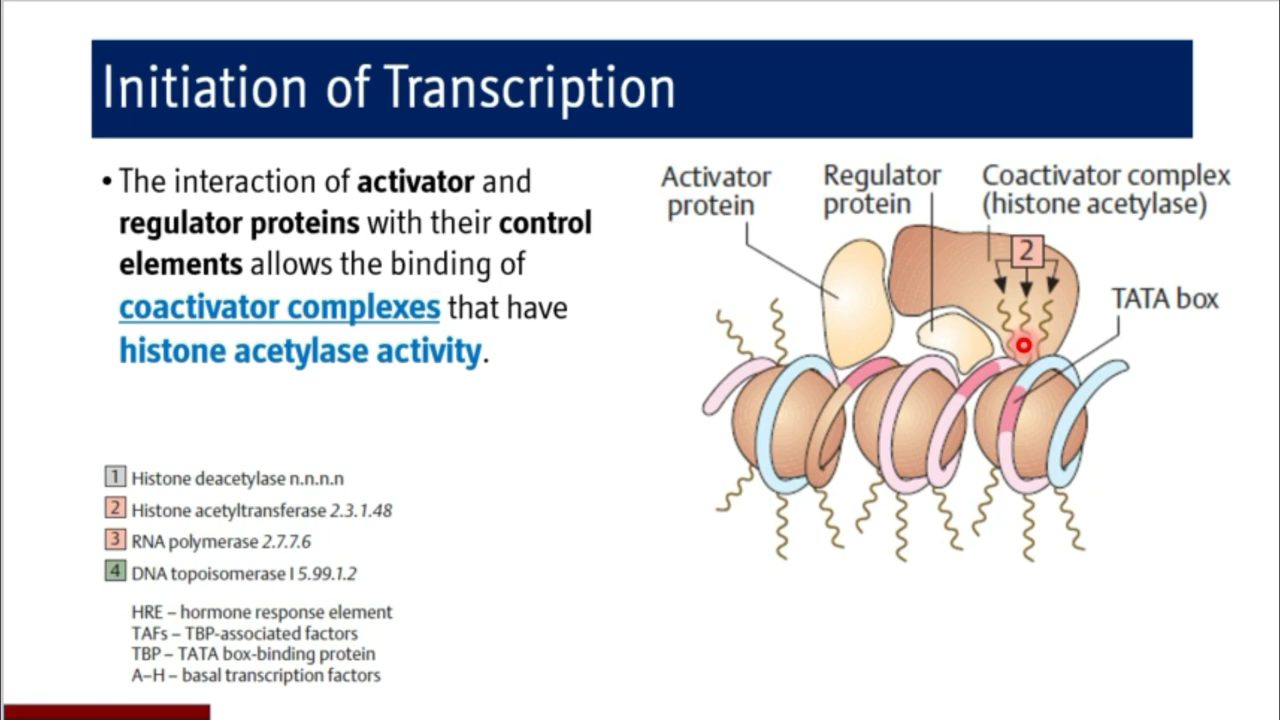 Initiation of Transcription
• The interaction of activator and
regulator proteins with their control
elements allows the binding of
coactivator complexes that have
histone acetylase activity.
Activator
protein
Regulator
protein
Coactivator complex
(histone acetylase)
2
TATA box
1 Histone deacetylase n.n.n.n
2 Histone acetyltransferase 2.3.1.48
3 RNA polymerase 2.7.7.6
4 DNA topoisomerase I 5.99.1.2
HRE – hormone response element
TAFs – TBP-associated factors
TBP – TATA box-binding protein
A–H – basal transcription factors